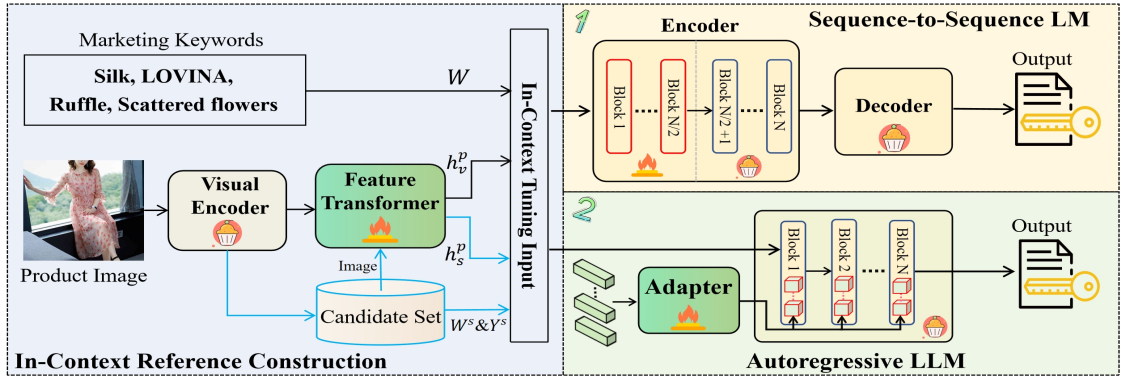 Marketing Keywords
Silk, LOVINA,
Ruffle, Scattered flowers
W
Visual
Encoder
Feature
Transformer
h_v^p
h_s^p
Product Image
Image
Candidate Set
W^s&Y^s
In-Context Tuning Input
In-Context Reference Construction
1
Encoder
Sequence-to-Sequence LM
Block 1
Block N/2
Block N/2 +1
Block N
Decoder
Output
2
Adapter
Block 1
Block 2
Block N
Output
Autoregressive LLM